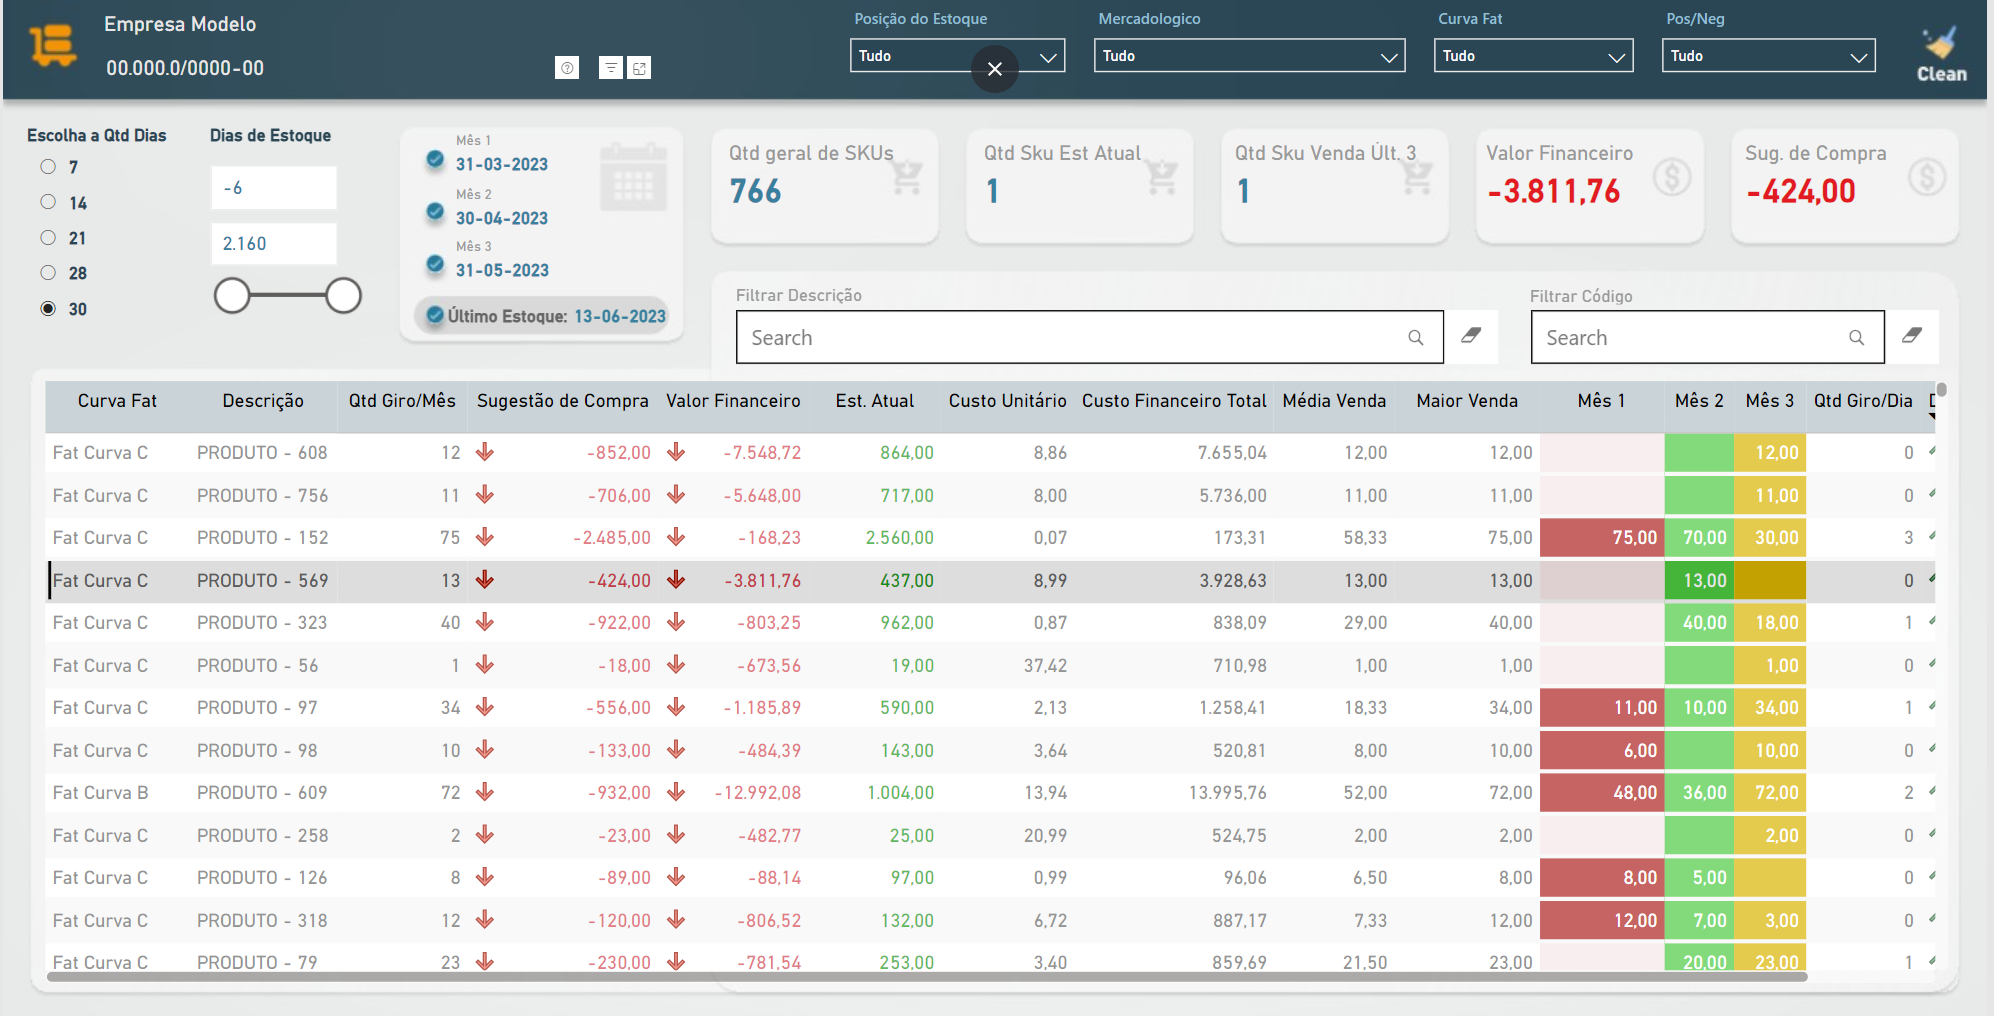 Empresa Modelo
00.000.0/0000-00
Posição do Estoque
Tudo
Mercadologico
Tudo
Curva Fat
Tudo
Pos/Neg
Tudo
Clean
Escolha a Qtd Dias
7
14
21
28
30
Dias de Estoque
-6
2.160
Mês 1
31-03-2023
Mês 2
30-04-2023
Mês 3
31-05-2023
Último Estoque: 13-06-2023
Qtd geral de SKUs
766
Qtd Sku Est Atual
1
Qtd Sku Venda Últ. 3
1
Valor Financeiro
-3.811,76
Sug. de Compra
-424,00
Filtrar Descrição
Search
Filtrar Código
Search
Curva Fat Descrição Qtd Giro/Mês Sugestão de Compra Valor Financeiro Est. Atual Custo Unitário Custo Financeiro Total Média Venda Maior Venda Mês 1 Mês 2 Mês 3 Qtd Giro/Dia
Fat Curva C PRODUTO - 608 12 -852,00 -7.548,72 864,00 8,86 7.655,04 12,00 12,00 12,00 0
Fat Curva C PRODUTO - 756 11 -706,00 -5.648,00 717,00 8,00 5.736,00 11,00 11,00 11,00 0
Fat Curva C PRODUTO - 152 75 -2.485,00 -168,23 2.560,00 0,07 173,31 58,33 75,00 75,00 70,00 30,00 3
Fat Curva C PRODUTO - 569 13 -424,00 -3.811,76 437,00 8,99 3.928,63 13,00 13,00 13,00 0
Fat Curva C PRODUTO - 323 40 -922,00 -803,25 962,00 0,87 838,09 29,00 40,00 40,00 18,00 1
Fat Curva C PRODUTO - 56 1 -18,00 -673,56 19,00 37,42 710,98 1,00 1,00 1,00 0
Fat Curva C PRODUTO - 97 34 -556,00 -1.185,89 590,00 2,13 1.258,41 18,33 34,00 11,00 10,00 34,00 1
Fat Curva C PRODUTO - 98 10 -133,00 -484,39 143,00 3,64 520,81 8,00 10,00 6,00 10,00 0
Fat Curva B PRODUTO - 609 72 -932,00 -12.992,08 1.004,00 13,94 13.995,76 52,00 72,00 48,00 36,00 72,00 2
Fat Curva C PRODUTO - 258 2 -23,00 -482,77 25,00 20,99 524,75 2,00 2,00 2,00 0
Fat Curva C PRODUTO - 126 8 -89,00 -88,14 97,00 0,99 96,06 6,50 8,00 8,00 5,00 0
Fat Curva C PRODUTO - 318 12 -120,00 -806,52 132,00 6,72 887,17 7,33 12,00 12,00 7,00 3,00 0
Fat Curva C PRODUTO - 79 23 -230,00 -781,54 253,00 3,40 859,69 21,50 23,00 20,00 23,00 1